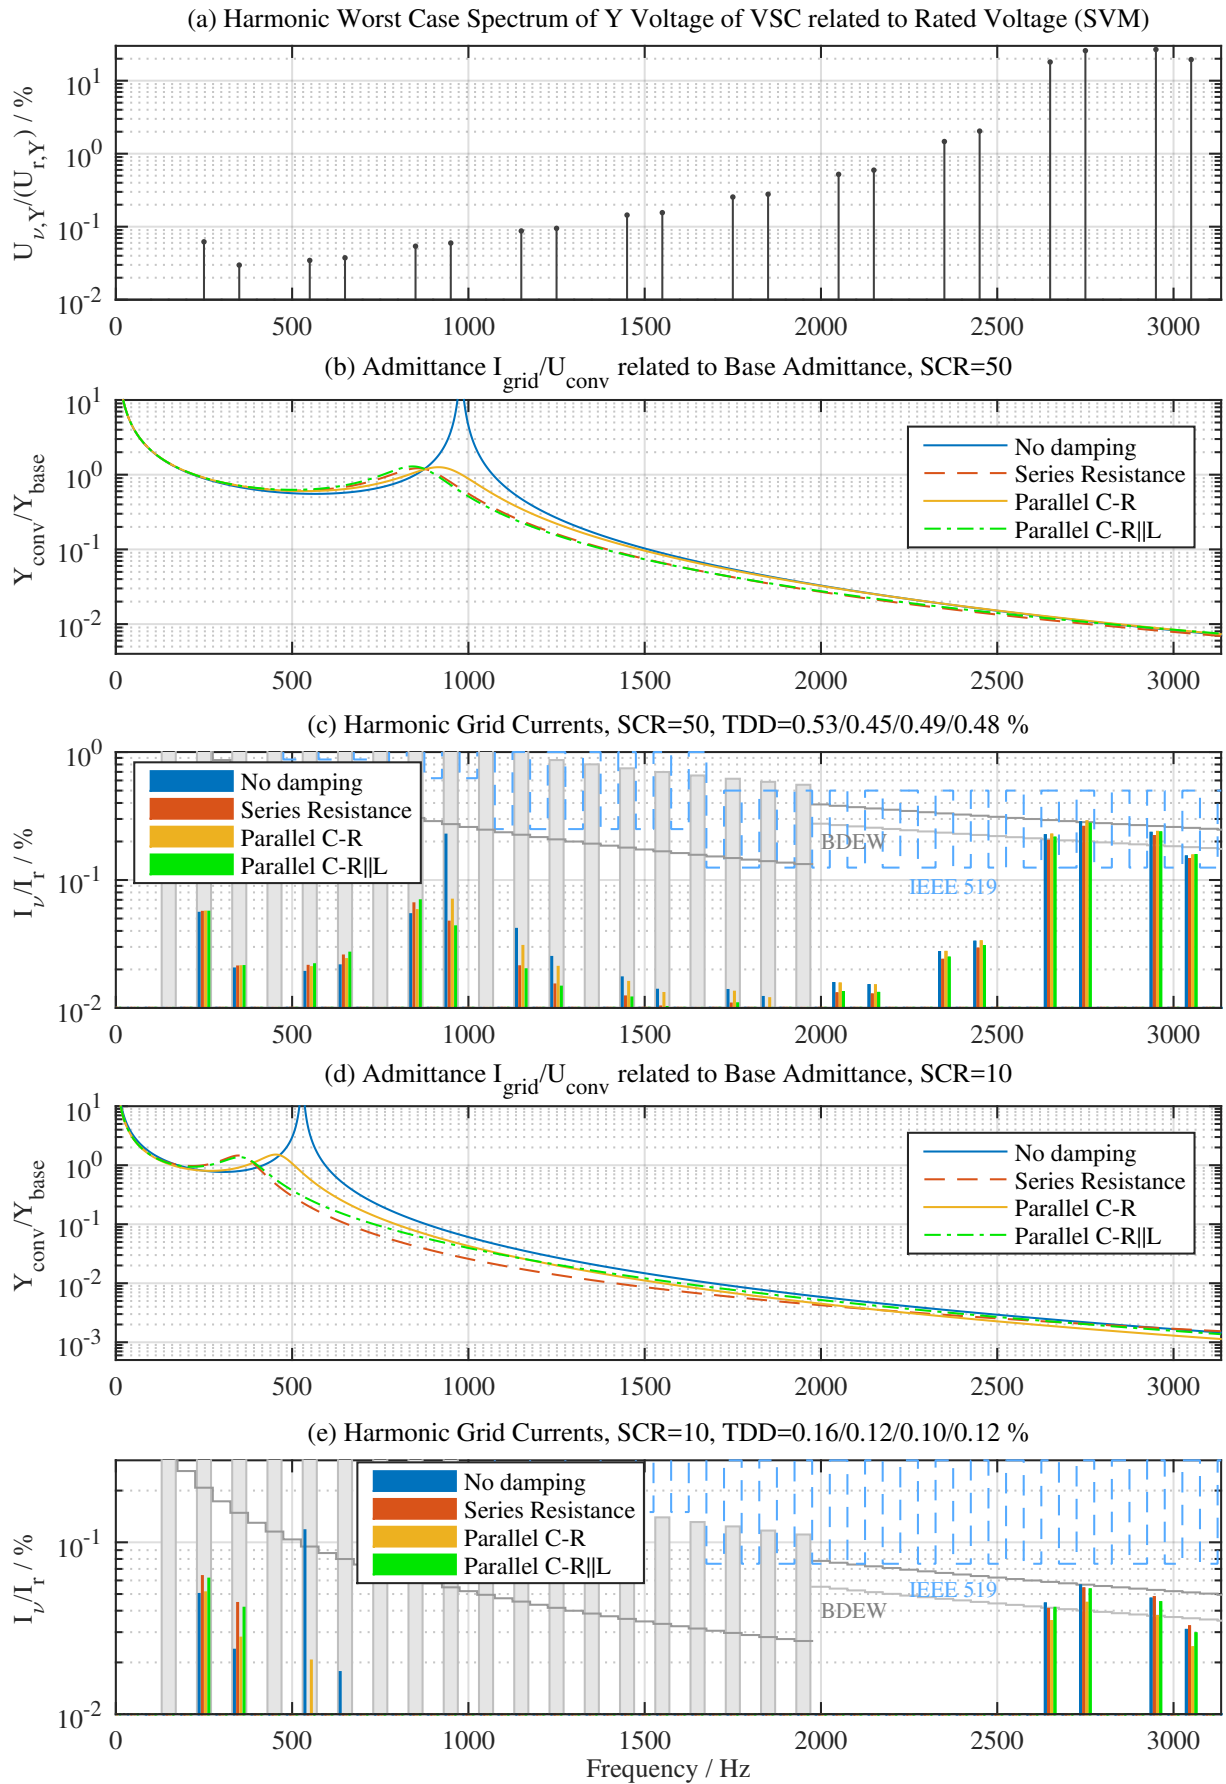 (a) Harmonic Worst Case Spectrum of Y Voltage of VSC related to Rated Voltage (SVM)
U_ν,Y/(U_r,Y) / %
10^1
10^0
10^-1
10^-2
0 500 1000 1500 2000 2500 3000
(b) Admittance I_grid/U_conv related to Base Admittance, SCR=50
Y_conv/Y_base
10^1
10^0
10^-1
10^-2
No damping
Series Resistance
Parallel C-R
Parallel C-R||L
0 500 1000 1500 2000 2500 3000
(c) Harmonic Grid Currents, SCR=50, TDD=0.53/0.45/0.49/0.48 %
I_ν/I_r / %
10^0
10^-1
10^-2
No damping
Series Resistance
Parallel C-R
Parallel C-R||L
BDEW
IEEE 519
0 500 1000 1500 2000 2500 3000
(d) Admittance I_grid/U_conv related to Base Admittance, SCR=10
Y_conv/Y_base
10^1
10^0
10^-1
10^-2
10^-3
No damping
Series Resistance
Parallel C-R
Parallel C-R||L
0 500 1000 1500 2000 2500 3000
(e) Harmonic Grid Currents, SCR=10, TDD=0.16/0.12/0.10/0.12 %
I_ν/I_r / %
10^-1
10^-2
No damping
Series Resistance
Parallel C-R
Parallel C-R||L
IEEE 519
BDEW
0 500 1000 1500 2000 2500 3000
Frequency / Hz